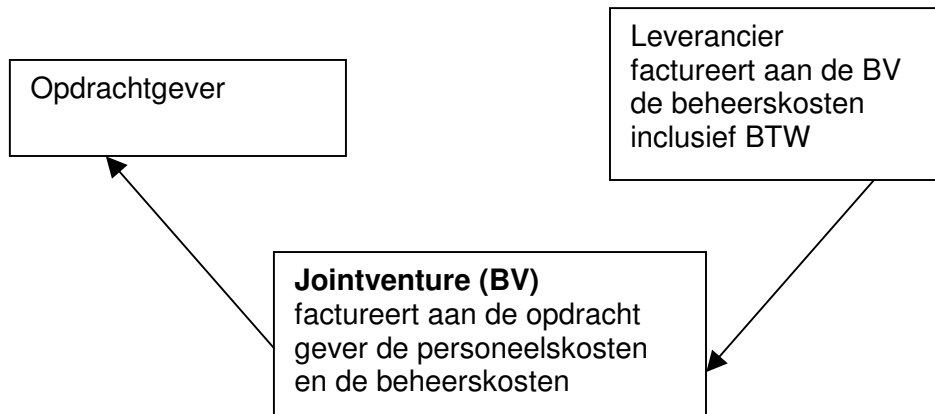 Opdrachtgever
Leverancier
factureert aan de BV
de beheerskosten
inclusief BTW
Jointventure (BV)
factureert aan de opdracht
gever de personeelskosten
en de beheerskosten